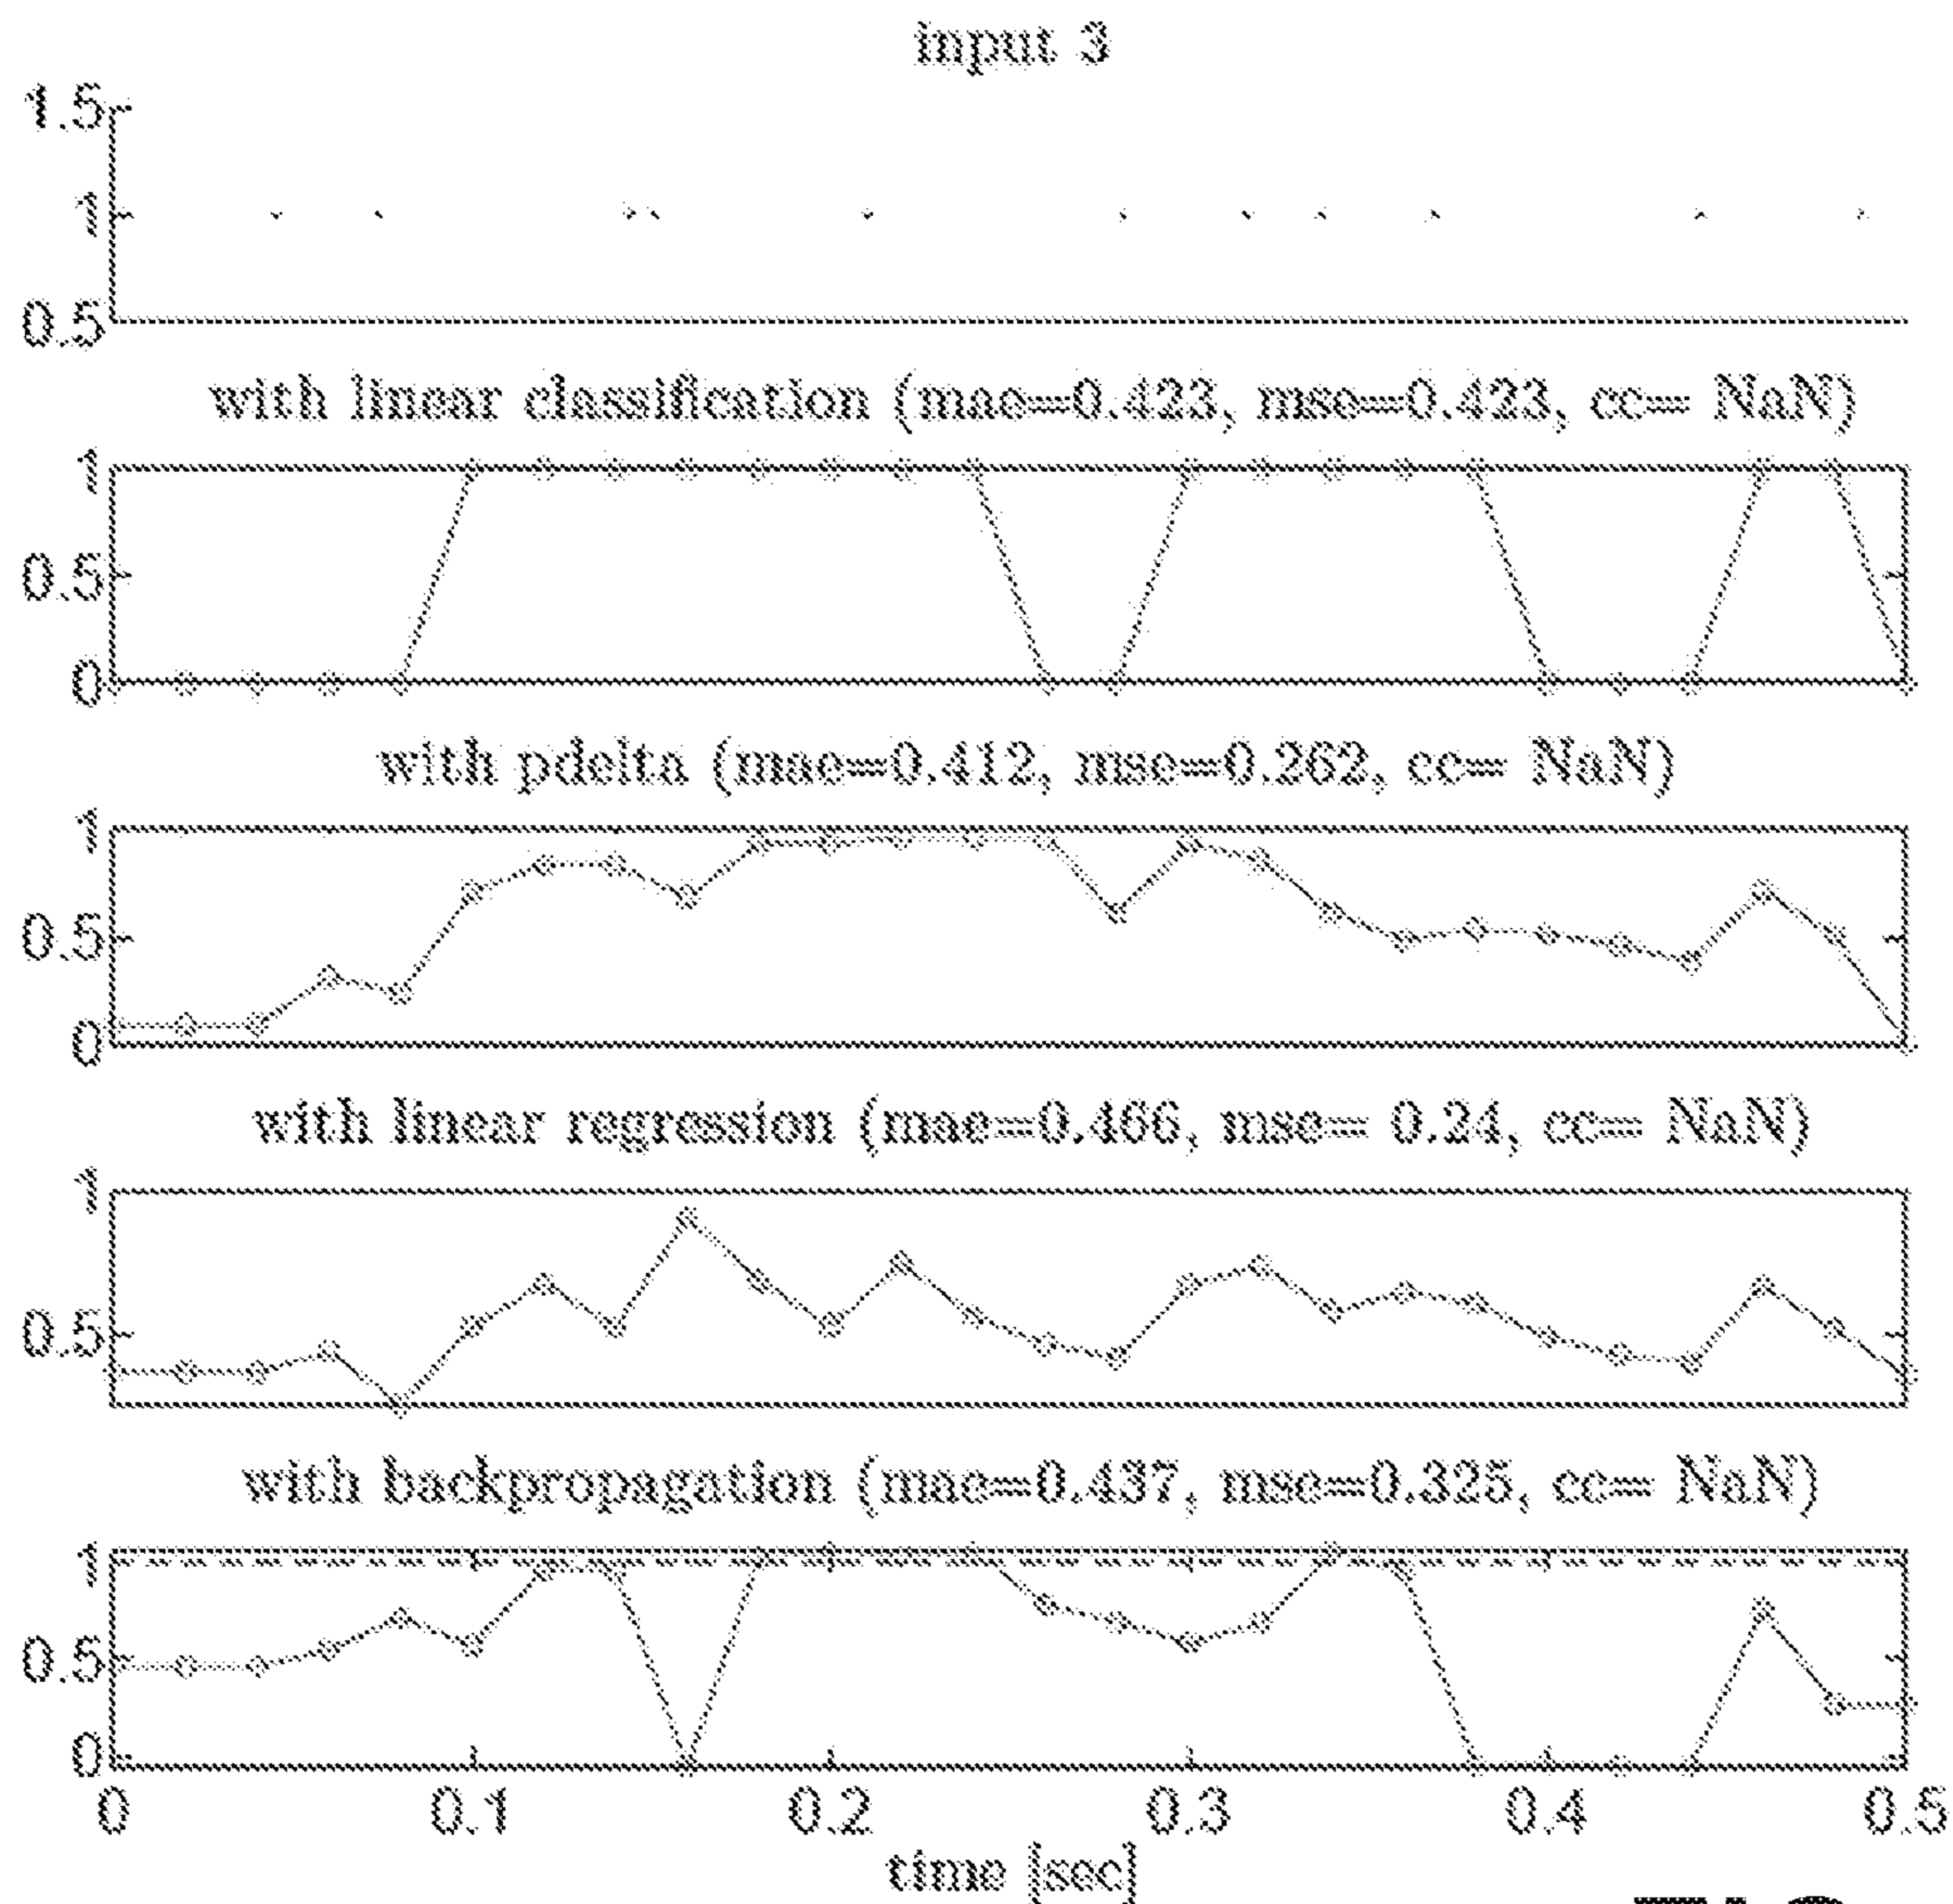 input 3
1.5
1
0.5
with linear classification (mae=0.423, mse=0.423, cc= NaN)
1
0.5
0
with pdelta (mae=0.412, mse=0.262, cc= NaN)
1
0.5
0
with linear regression (mae=0.466, mse= 0.24, cc= NaN)
1
0.5
with backpropagation (mae=0.437, mse=0.325, cc= NaN)
1
0.5
0
0 0.1 0.2 0.3 0.4 0.5
time [sec]